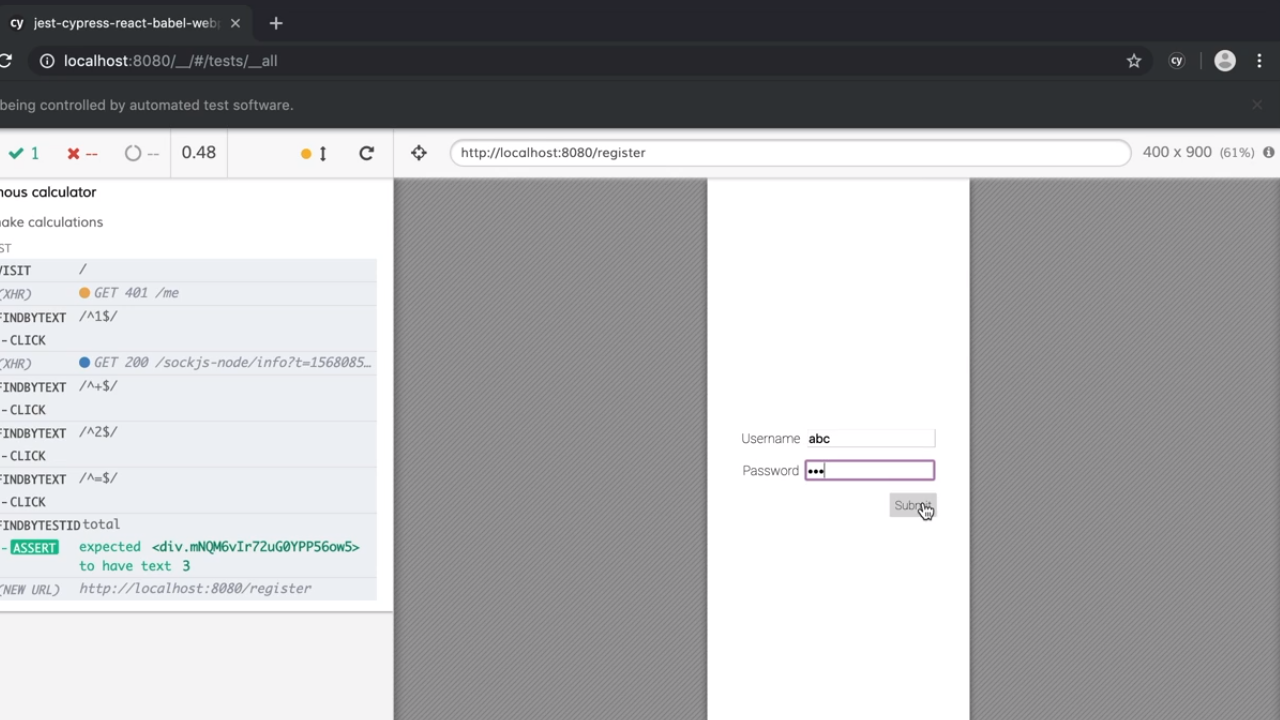 cy jest-cypress-react-babel-web
localhost:8080/__/#/tests/__all
cy
being controlled by automated test software.
1 -- -- 0.48
http://localhost:8080/register
400 x 900 (61%)
nous calculator
ake calculations
ST
VISIT /
(XHR) GET 401 /me
FINDBYTEXT /^1$/
-CLICK
(XHR) GET 200 /sockjs-node/info?t=1568085…
FINDBYTEXT /^+$/
-CLICK
FINDBYTEXT /^2$/
-CLICK
FINDBYTEXT /^=$/
-CLICK
FINDBYTESTID total
-ASSERT expected <div.mNQM6vIr72uG0YPP56ow5>
to have text 3
(NEW URL) http://localhost:8080/register
Username abc
Password •••
Submit